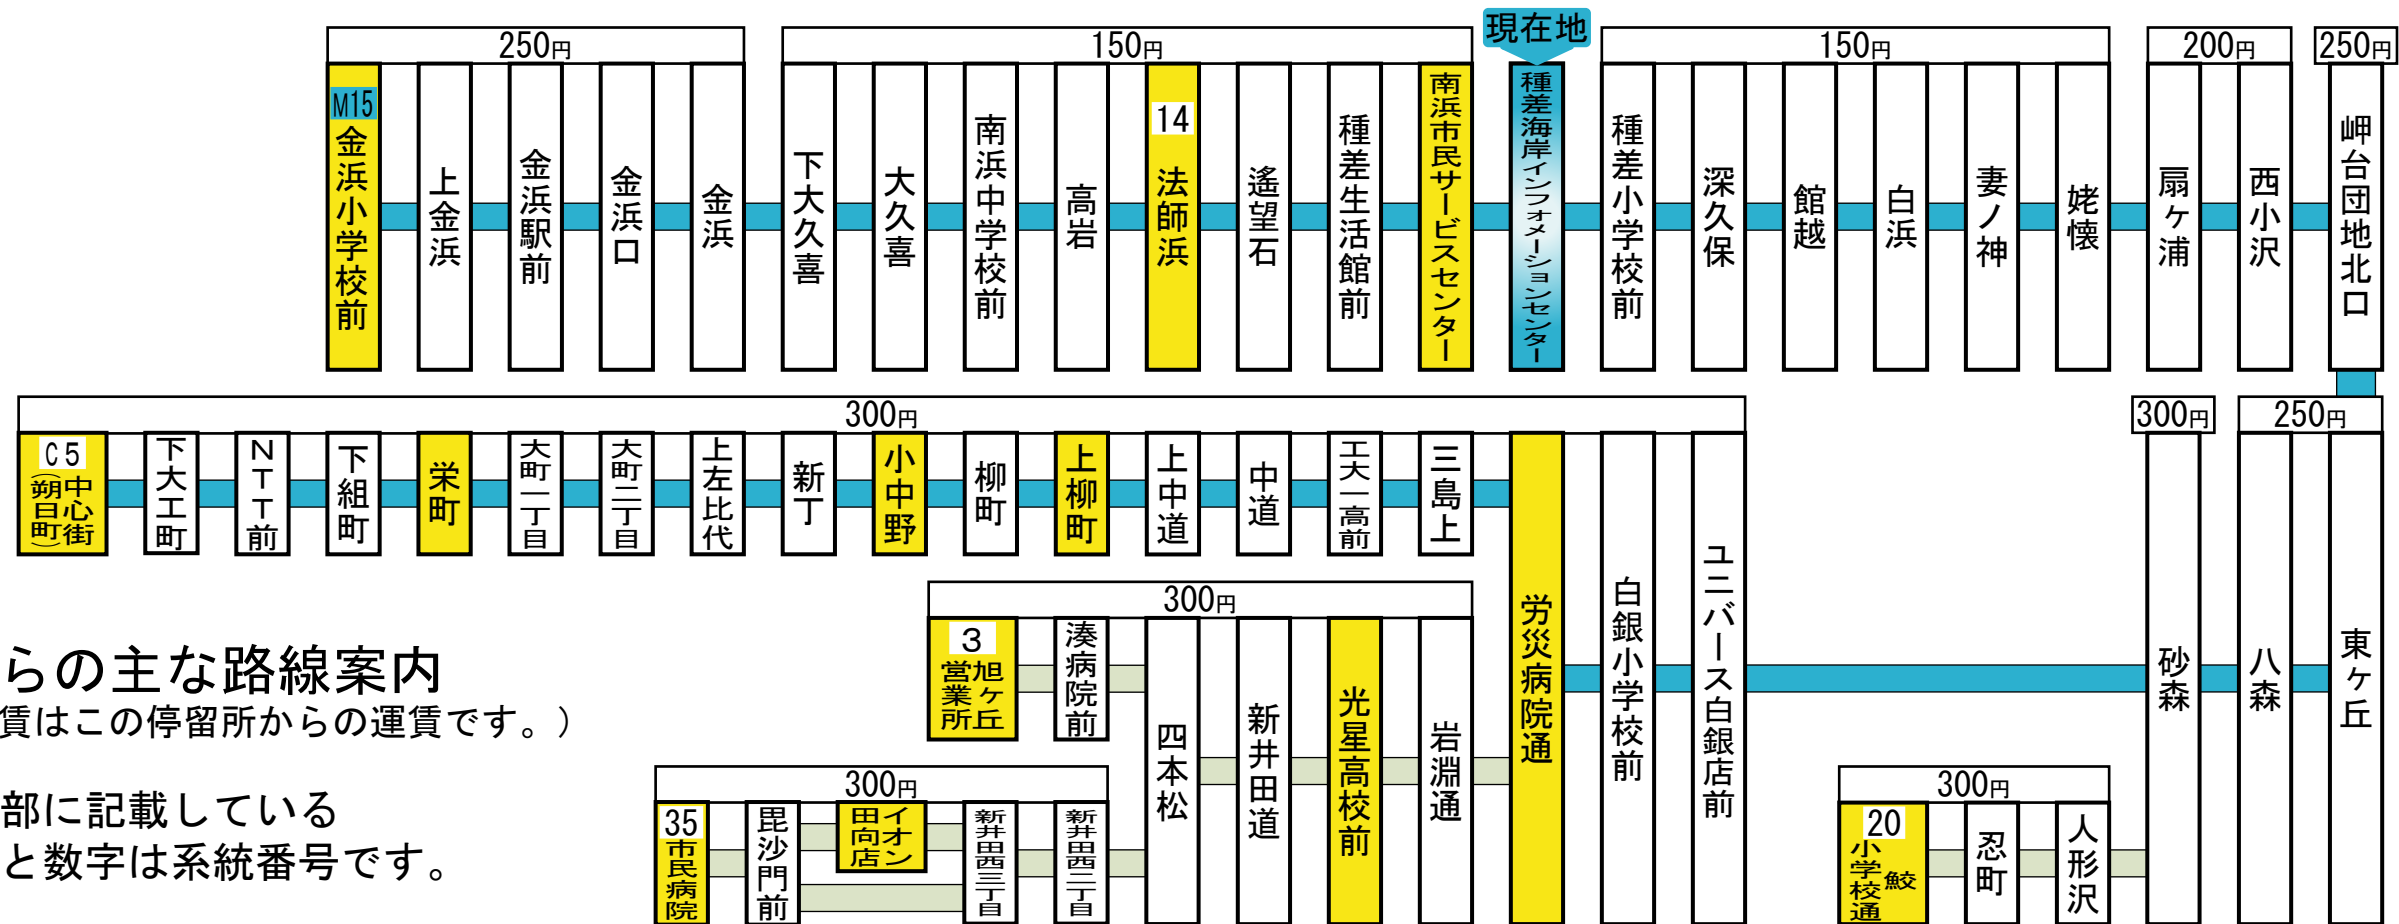 現在地
250円
150円
150円
200円
250円
M15
金浜小学校前
上金浜
金浜駅前
金浜口
金浜
下大久喜
大久喜
南浜中学校前
高岩
14
法師浜
遙望石
種差生活館前
南浜市民サービスセンター
種差海岸インフォメーションセンター
種差小学校前
深久保
館越
白浜
妻ノ神
姥懐
扇ヶ浦
西小沢
岬台団地北口
300円
300円
250円
C5
中心街
(朔日町)
下大工町
NTT前
下組町
栄町
大町一丁目
大町二丁目
上左比代
新丁
小中野
柳町
上柳町
上中道
中道
工大一高前
三島上
労災病院通
白銀小学校前
ユニバース白銀店前
砂森
八森
東ヶ丘
300円
3
旭ヶ丘
営業所
湊病院前
四本松
新井田道
光星高校前
岩淵通
300円
35
市民病院
毘沙門前
イオン
田向店
新井田西三丁目
新井田西二丁目
300円
20
鮫
小学校通
忍町
人形沢
らの主な路線案内
賃はこの停留所からの運賃です。)
部に記載している
と数字は系統番号です。